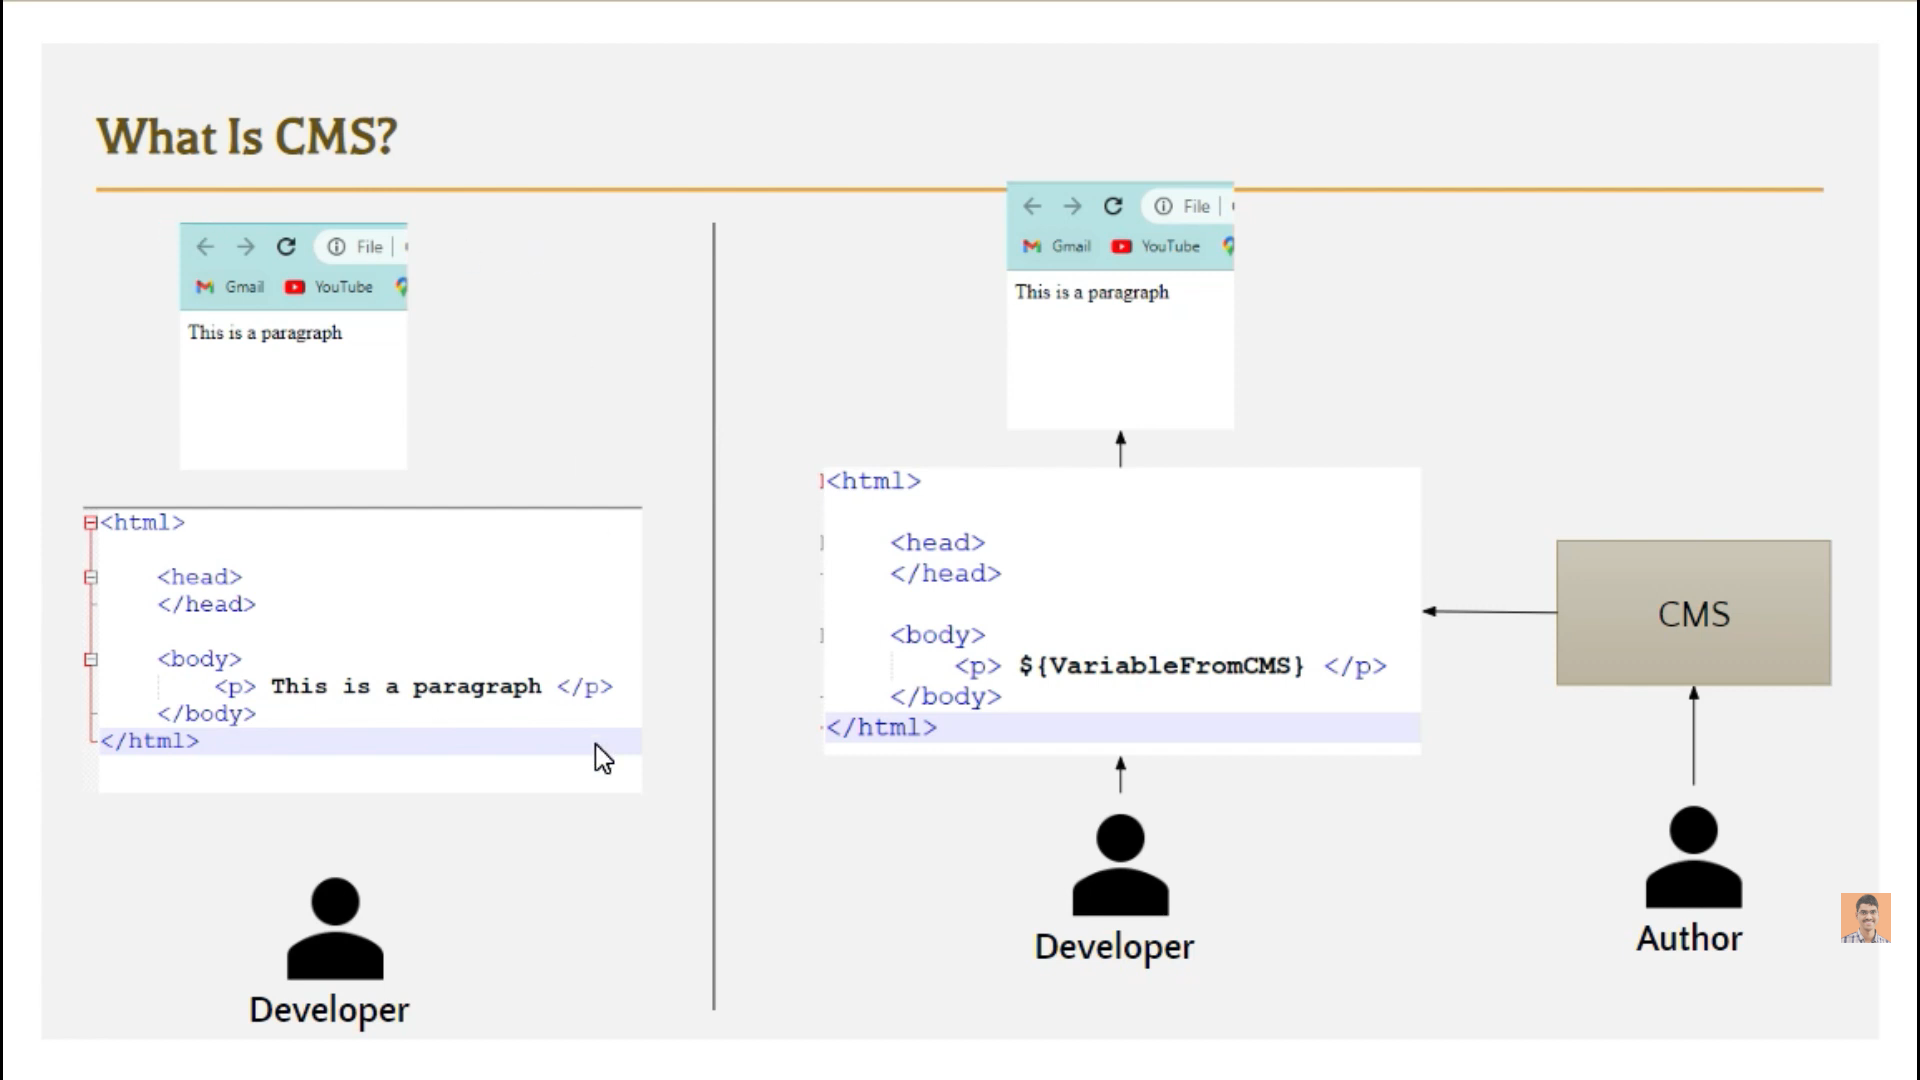 What Is CMS?
File
Gmail YouTube
This is a paragraph
<html>
<head>
</head>
<body>
<p> This is a paragraph </p>
</body>
</html>
Developer
File
Gmail YouTube
This is a paragraph
<html>
<head>
</head>
<body>
<p> ${VariableFromCMS} </p>
</body>
</html>
Developer
CMS
Author